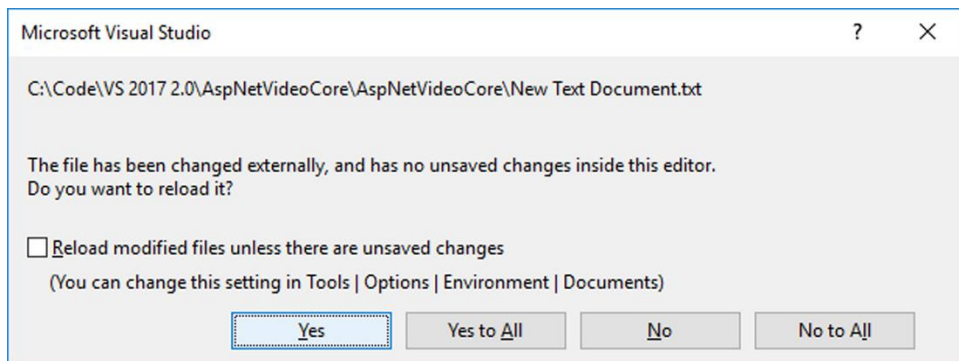 Microsoft Visual Studio
? X
C:\Code\VS 2017 2.0\AspNetVideoCore\AspNetVideoCore\New Text Document.txt
The file has been changed externally, and has no unsaved changes inside this editor.
Do you want to reload it?
Reload modified files unless there are unsaved changes
(You can change this setting in Tools | Options | Environment | Documents)
Yes Yes to All No No to All